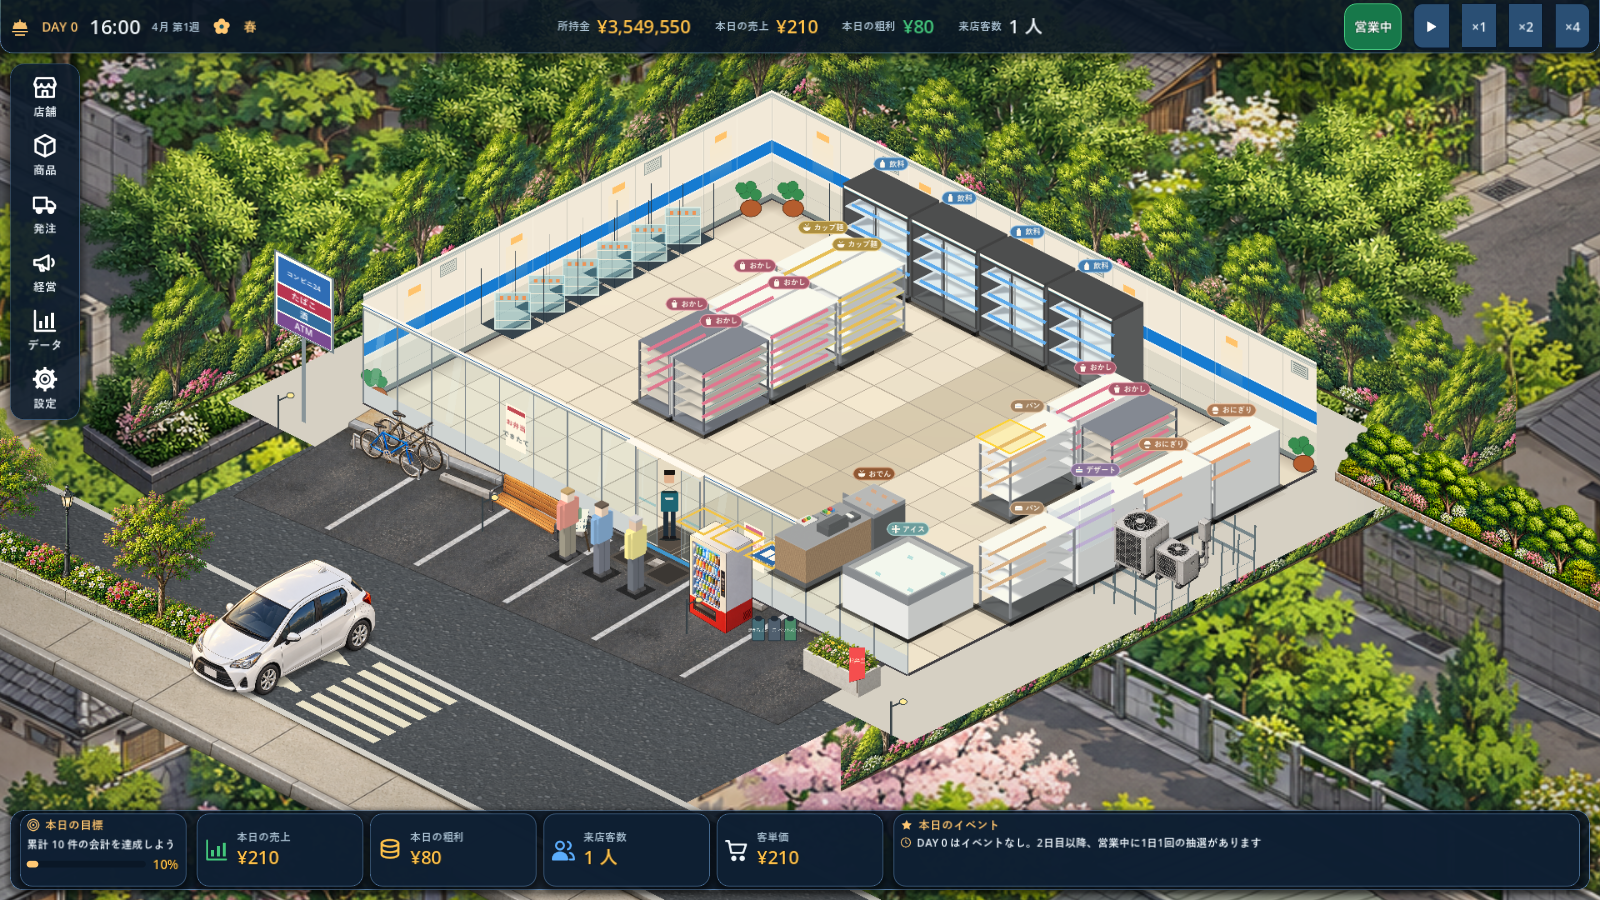 DAY 0 16:00 4月 第1週 春
所持金 ¥3,549,550 本日の売上 ¥210 本日の粗利 ¥80 来店客数 1 人
営業中 ×1 ×2 ×4
店舗
商品
発注
経営
データ
設定
飲料
飲料
飲料
飲料
カップ麺
カップ麺
おかし
おかし
おかし
おかし
コンビニ24
たばこ
酒
ATM
おかし
おかし
パン
おにぎり
お弁当
できたて
おにぎり
デザート
おでん
パン
アイス
本日の目標
累計 10 件の会計を達成しよう
10%
本日の売上
¥210
本日の粗利
¥80
来店客数
1 人
客単価
¥210
本日のイベント
DAY 0 はイベントなし。2日目以降、営業中に1日1回の抽選があります